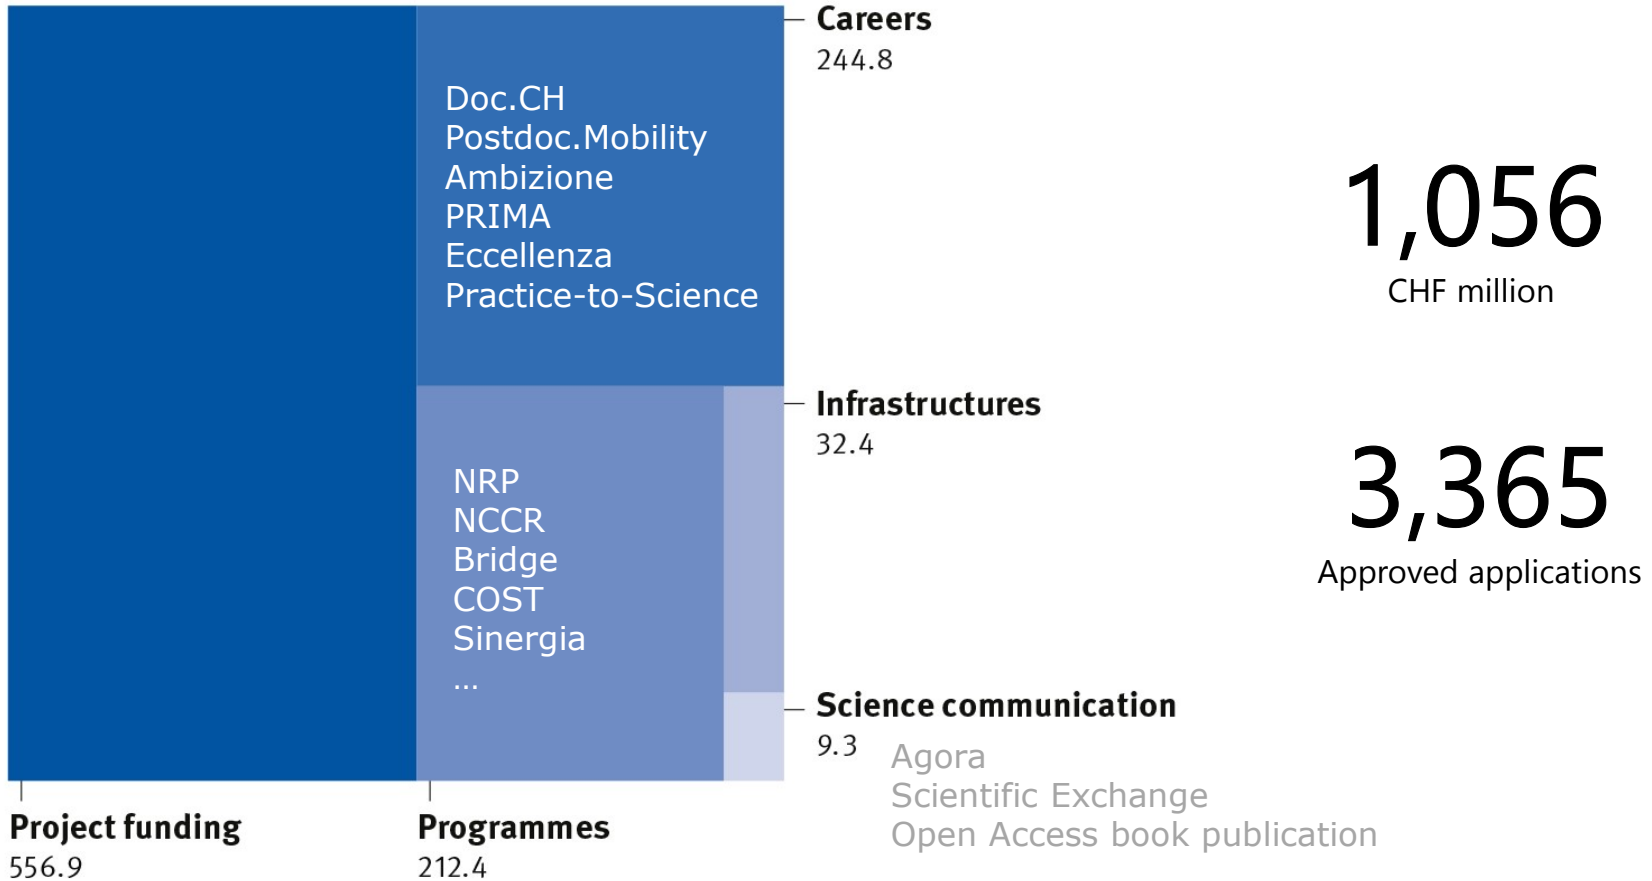 Careers
244.8
Doc.CH
Postdoc.Mobility
Ambizione
PRIMA
Eccellenza
Practice-to-Science
1,056
CHF million
Infrastructures
32.4
NRP
NCCR
Bridge
COST
Sinergia
...
3,365
Approved applications
Science communication
9.3
Agora
Scientific Exchange
Open Access book publication
Project funding
556.9
Programmes
212.4